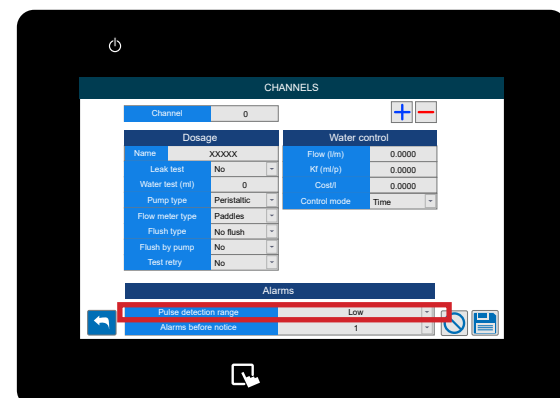 CHANNELS
Channel 0
Dosage
Name XXXXX
Leak test No
Water test (ml) 0
Pump type Peristaltic
Flow meter type Paddles
Flush type No flush
Flush by pump No
Test retry No
Water control
Flow (l/m) 0.0000
Kf (ml/p) 0.0000
Cost/l 0.0000
Control mode Time
Alarms
Pulse detection range Low
Alarms before notice 1